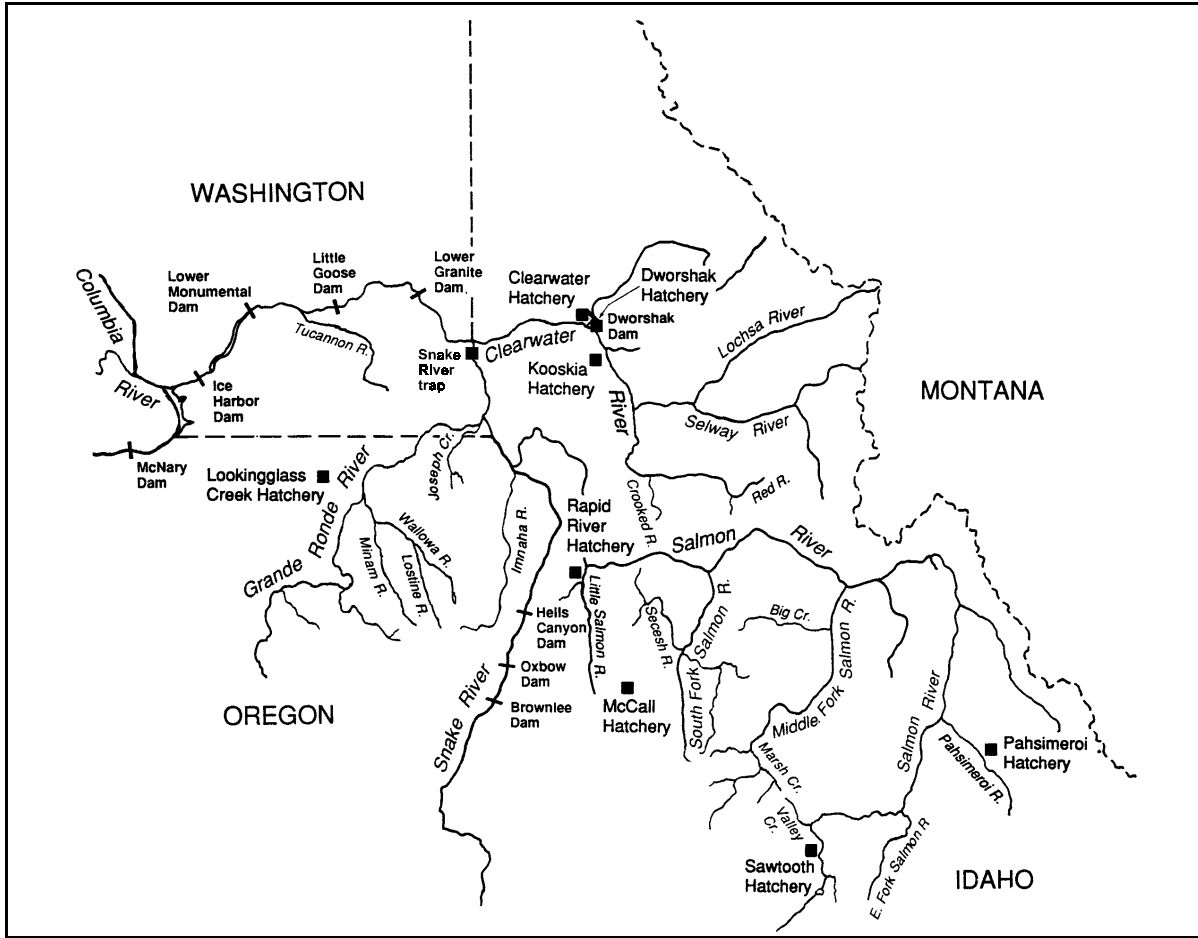 WASHINGTON
Columbia
River
Lower
Monumental
Dam
Little
Goose
Dam
Lower
Granite
Dam
Tucannon R.
Ice
Harbor
Dam
McNary
Dam
Snake
River
trap
Clearwater
Hatchery
Dworshak
Hatchery
Dworshak
Dam
Clearwater
River
Kooskia
Hatchery
Lochsa River
Selway River
MONTANA
Lookingglass
Creek Hatchery
Grande Ronde River
Joseph Cr.
Wallowa R.
Minam R.
Lostine R.
Imnaha R.
Crooked R.
Red R.
Rapid
River
Hatchery
Salmon River
Little Salmon R.
Secesh R.
South Fork Salmon R.
Big Cr.
Middle Fork Salmon R.
Salmon River
Hells
Canyon
Dam
Oxbow
Dam
Brownlee
Dam
Snake River
OREGON
McCall
Hatchery
Marsh Cr.
Valley
Cr.
Pahsimeroi R.
Pahsimeroi
Hatchery
Sawtooth
Hatchery
E. Fork Salmon R
IDAHO